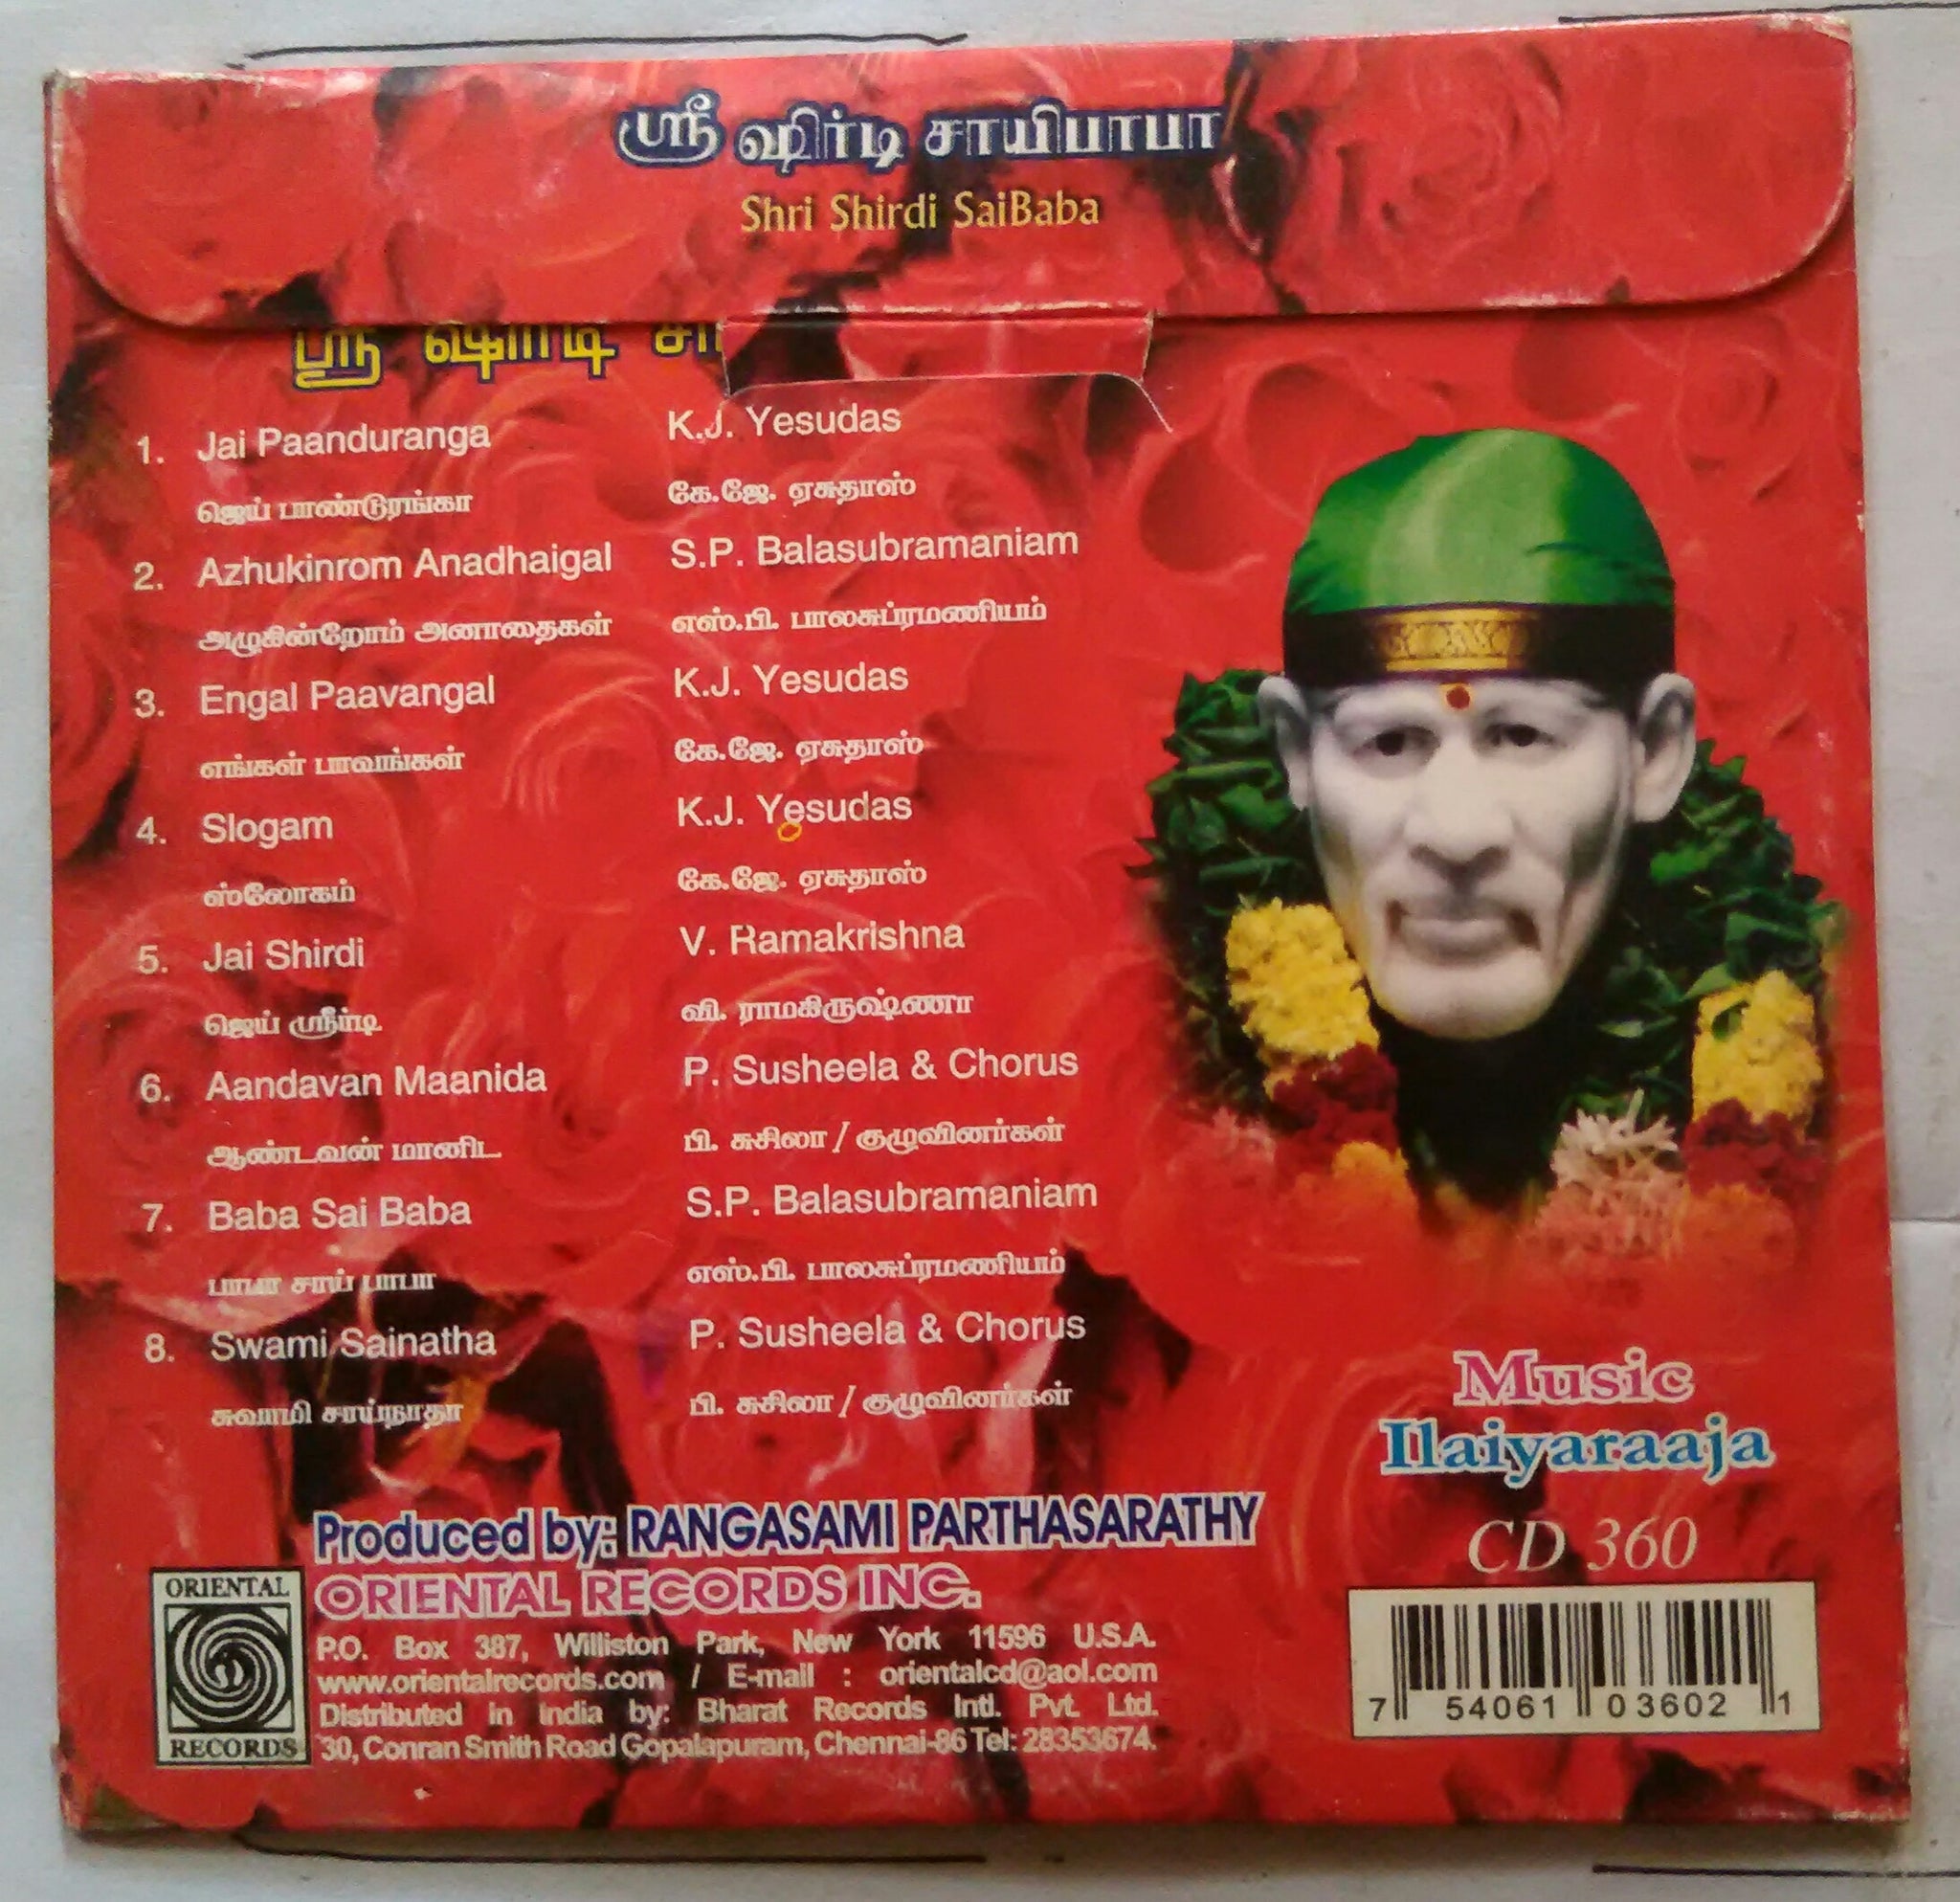 ஸ்ரீ ஷிர்டி சாயிபாபா
Shri Shirdi SaiBaba
ஸ்ரீ ஷிர்டி
1. Jai Paanduranga K.J. Yesudas
ஜெய் பாண்டுரங்கா கே.ஜே. ஏசுதாஸ்
2. Azhukinrom Anadhaigal S.P. Balasubramaniam
அழுகின்றோம் அனாதைகள் எஸ்.பி. பாலசுப்ரமணியம்
3. Engal Paavangal K.J. Yesudas
எங்கள் பாவங்கள் கே.ஜே. ஏசுதாஸ்
4. Slogam K.J. Yesudas
ஸ்லோகம் கே.ஜே. ஏசுதாஸ்
5. Jai Shirdi V. Ramakrishna
ஜெய் ஸ்ரீர்டி வி. ராமகிருஷ்ணா
6. Aandavan Maanida P. Susheela & Chorus
ஆண்டவன் மானிட பி. சுசிலா / குழுவினர்கள்
7. Baba Sai Baba S.P. Balasubramaniam
பாபா சாய் பாபா எஸ்.பி. பாலசுப்ரமணியம்
8. Swami Sainatha P. Susheela & Chorus
சுவாமி சாய்நாதா பி. சுசிலா / குழுவினர்கள்
Music
Ilaiyaraaja
CD 360
7 54061 03602 1
Produced by: RANGASAMI PARTHASARATHY
ORIENTAL RECORDS INC.
P.O. Box 387, Williston Park, New York 11596 U.S.A.
www.orientalrecords.com / E-mail : orientalcd@aol.com
Distributed in India by: Bharat Records Intl. Pvt. Ltd.
30, Conran Smith Road Gopalapuram, Chennai-86 Tel: 28353674.
ORIENTAL
RECORDS